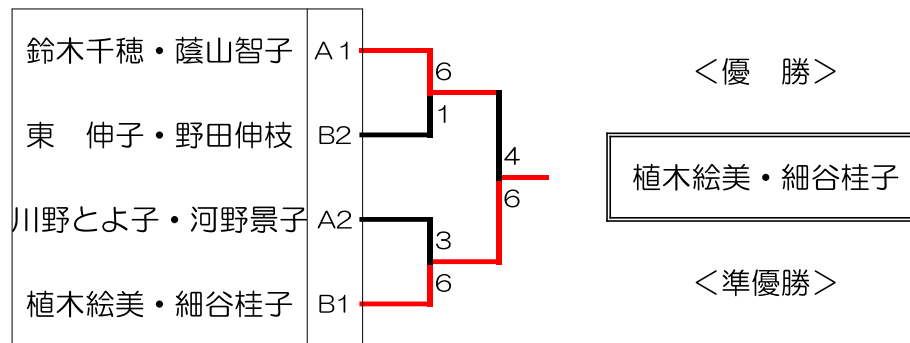 鈴木千穂・蔭山智子 A1
6
1
東　伸子・野田伸枝 B2
4
6
川野とよ子・河野景子 A2
3
6
植木絵美・細谷桂子 B1
＜優　勝＞
植木絵美・細谷桂子
＜準優勝＞